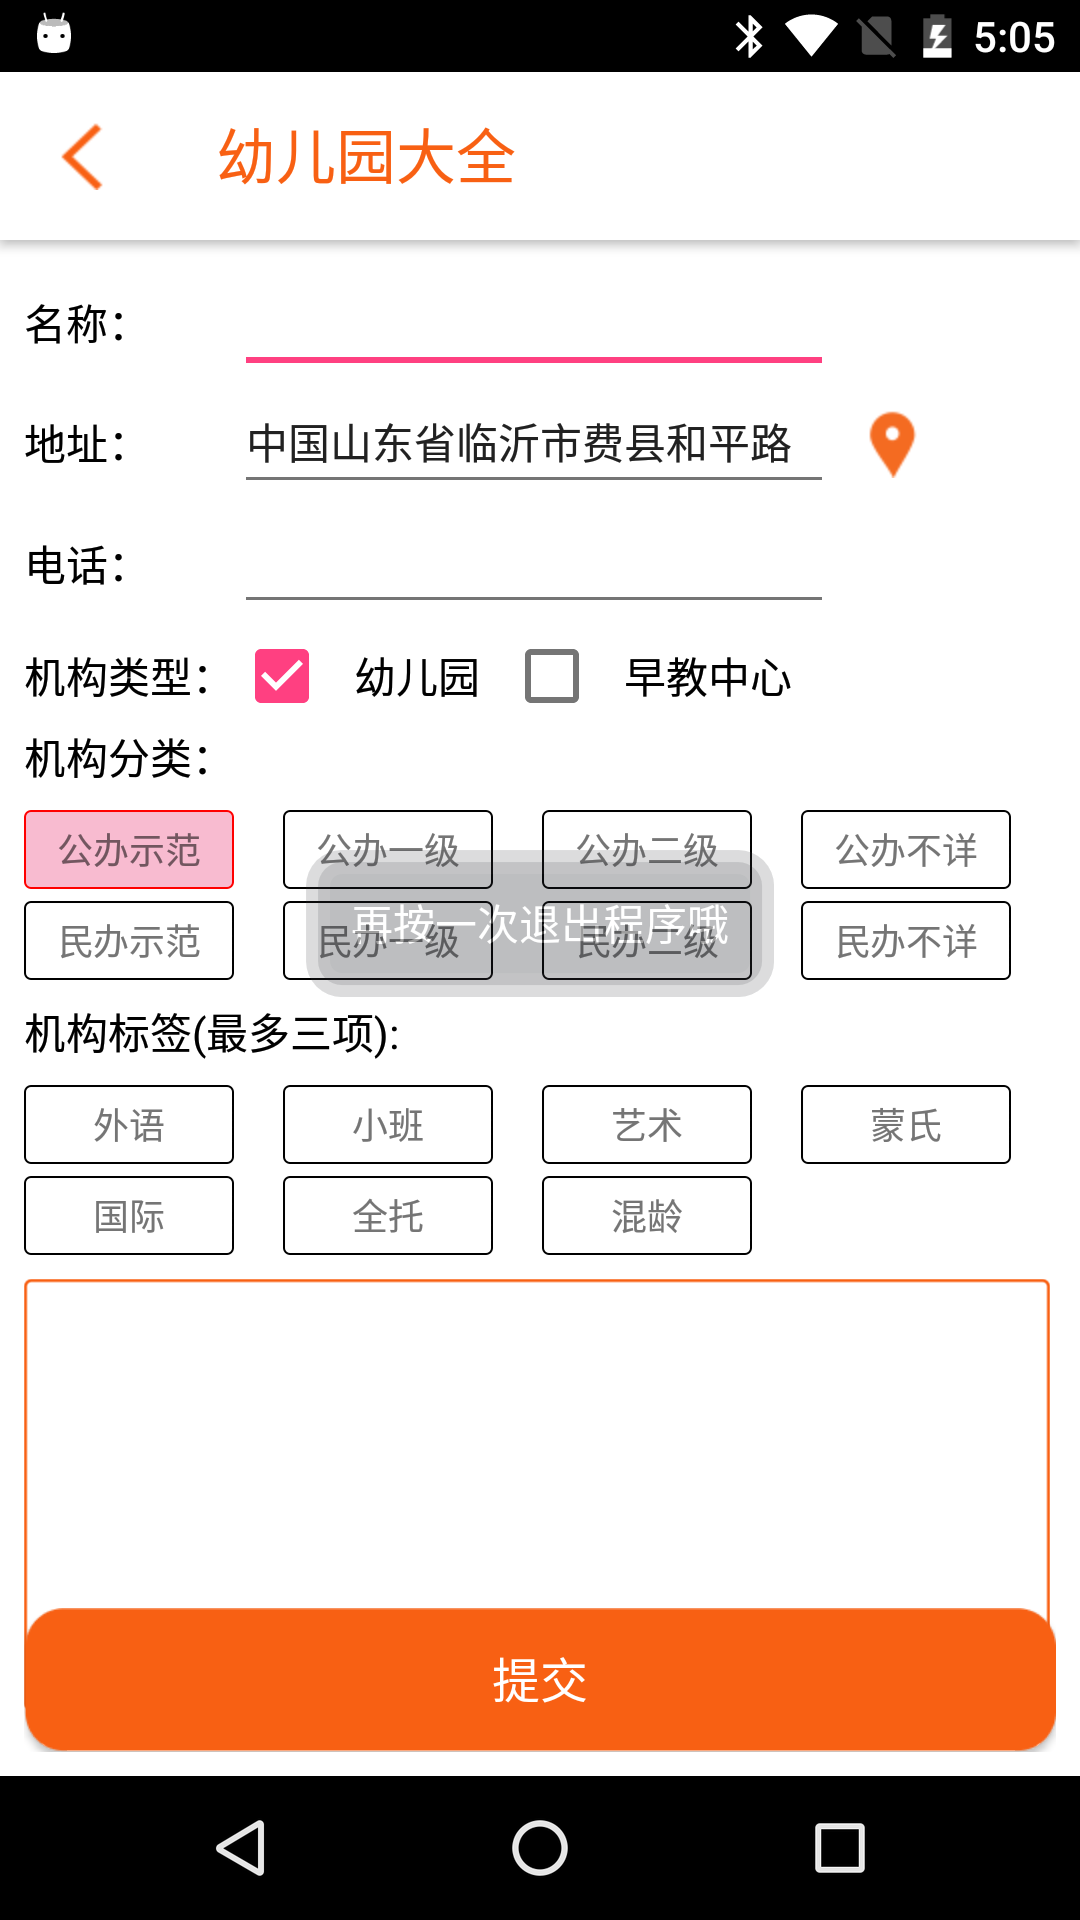 5:05
幼儿园大全
名称：
地址： 中国山东省临沂市费县和平路
电话：
机构类型： 幼儿园 早教中心
机构分类：
公办示范 公办一级 公办二级 公办不详
再按一次退出程序哦
民办示范 民办一级 民办二级 民办不详
机构标签(最多三项):
外语 小班 艺术 蒙氏
国际 全托 混龄
提交